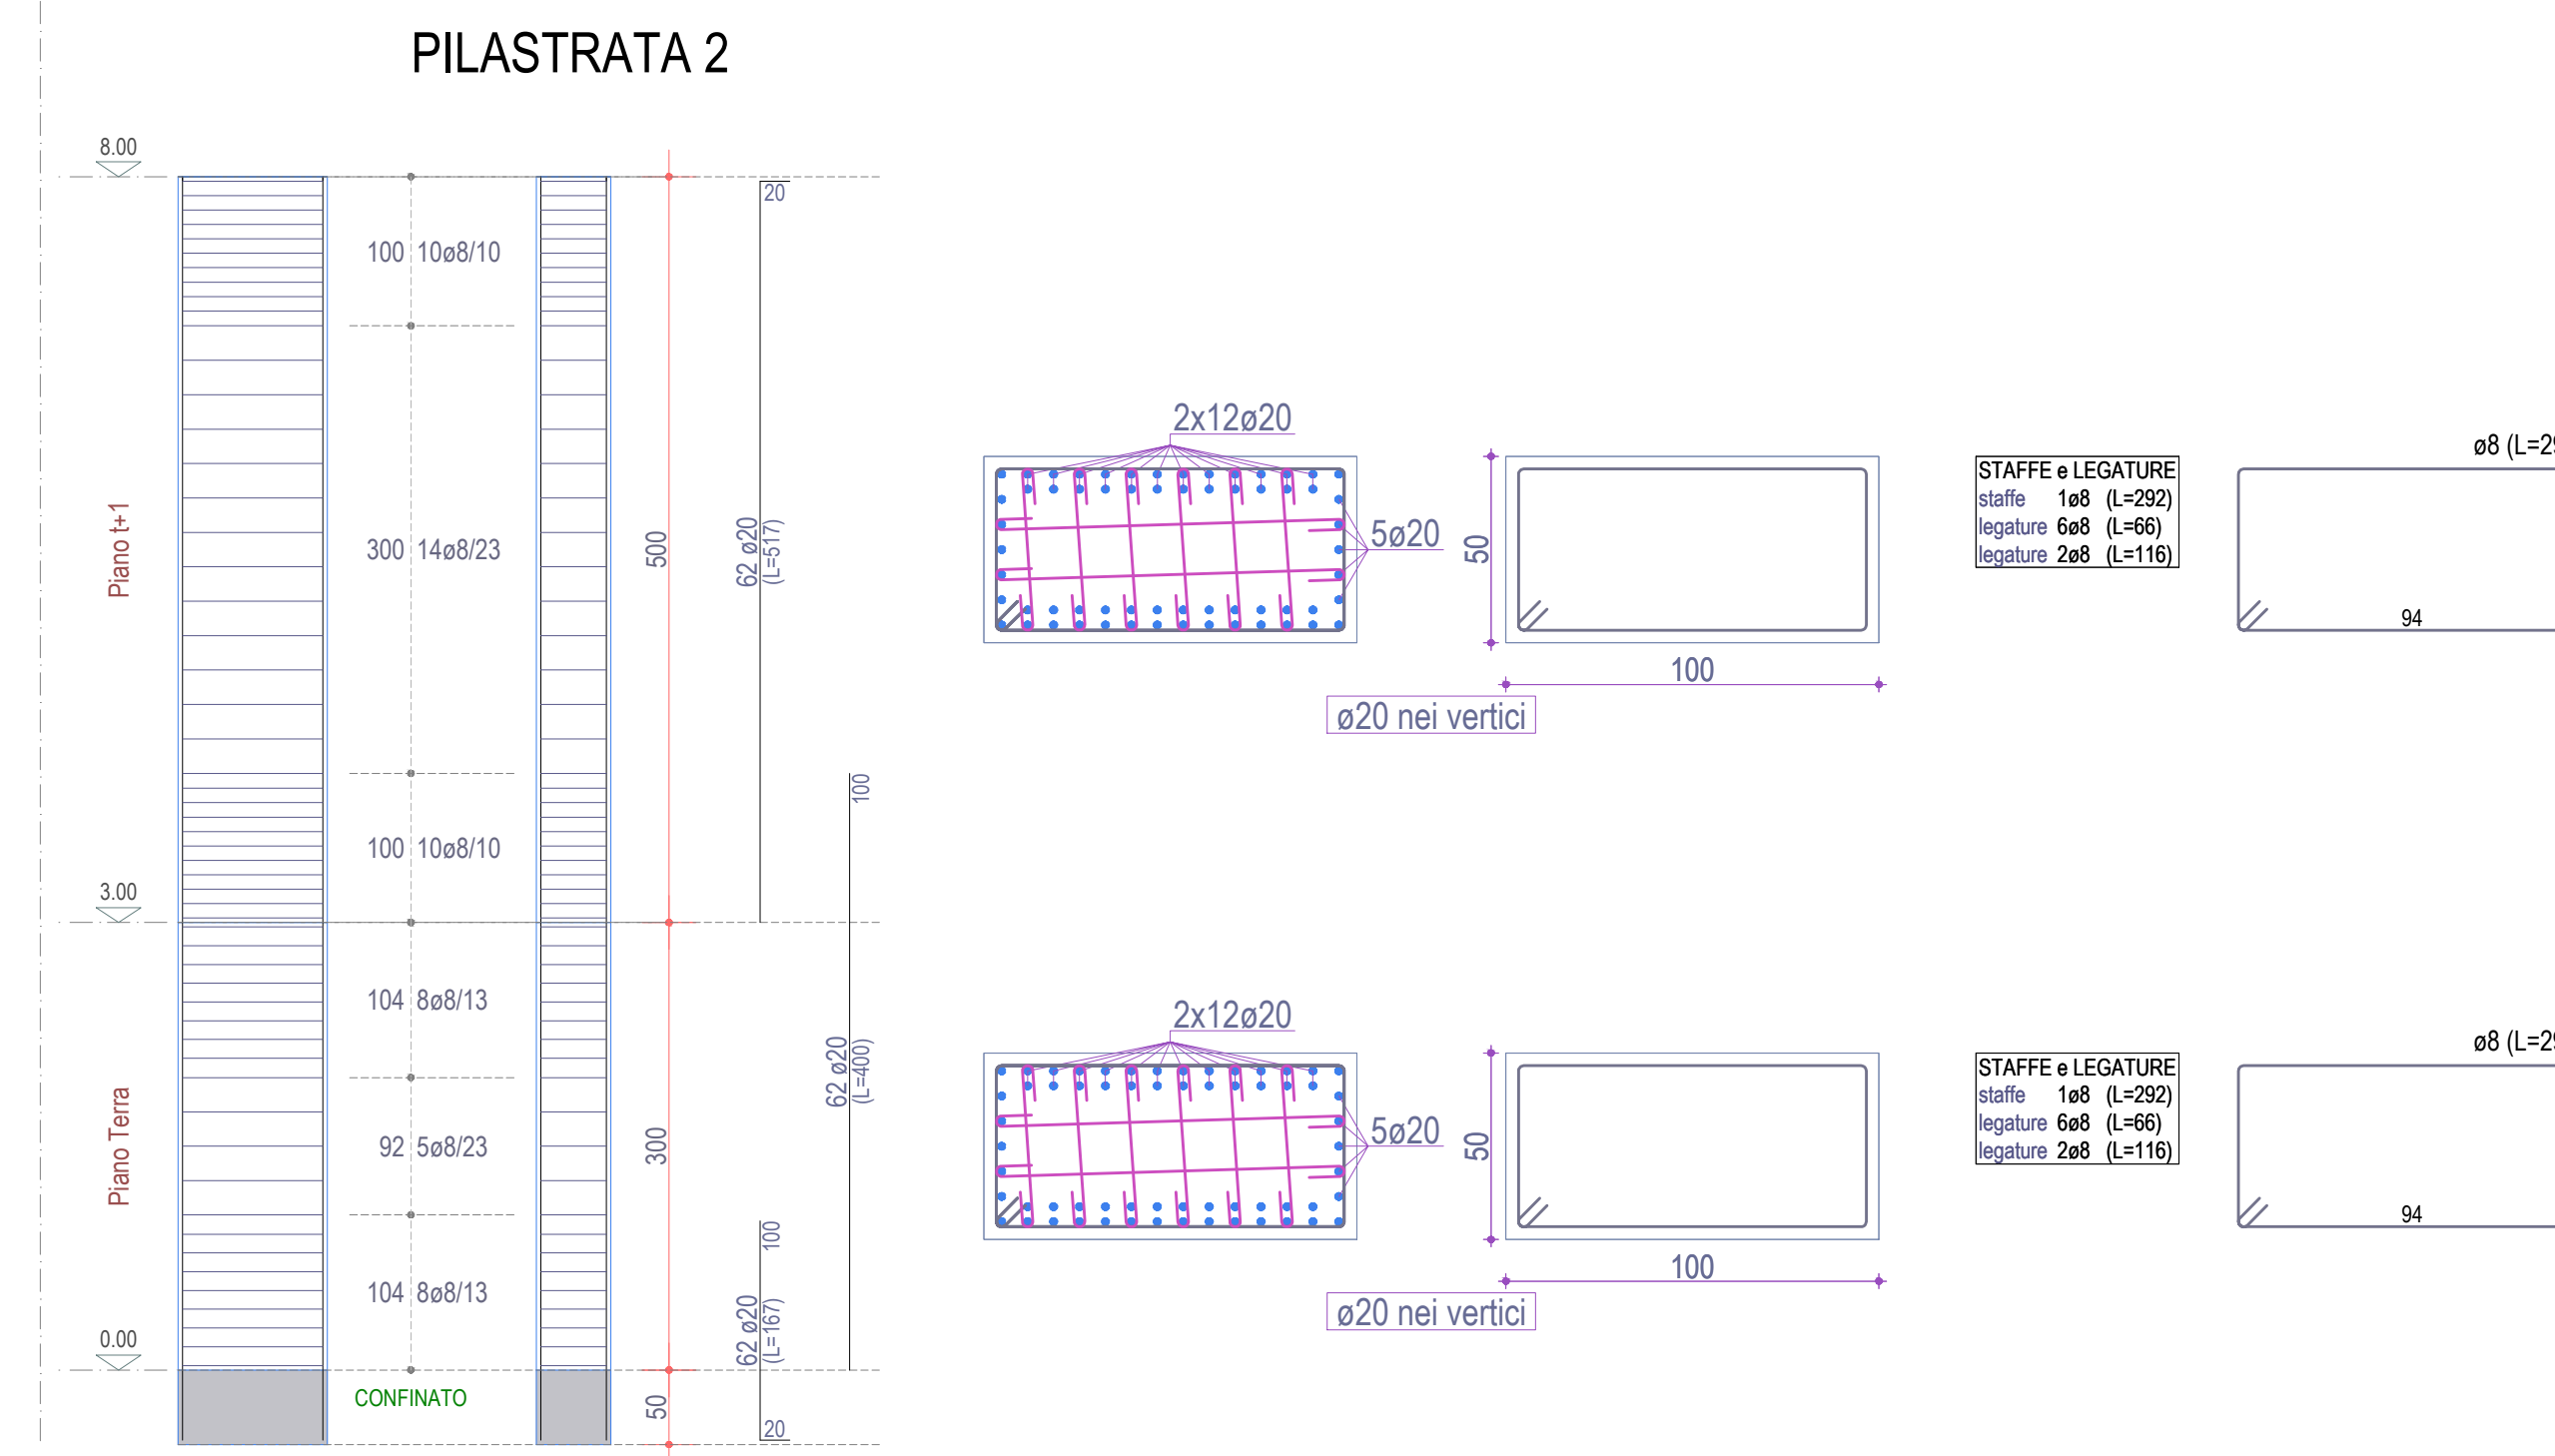 PILASTRATA 2
8.00
20
100 10ø8/10
2x12ø20
ø8 (L=29
STAFFE e LEGATURE
staffe 1ø8 (L=292)
legature 6ø8 (L=66)
legature 2ø8 (L=116)
Piano t+1
300 14ø8/23
500
62 ø20
(L=517)
5ø20
50
94
100
ø20 nei vertici
100
100 10ø8/10
3.00
104 8ø8/13
2x12ø20
ø8 (L=29
STAFFE e LEGATURE
staffe 1ø8 (L=292)
legature 6ø8 (L=66)
legature 2ø8 (L=116)
62 ø20
(L=400)
Piano Terra
92 5ø8/23
300
5ø20
50
94
100
100
ø20 nei vertici
104 8ø8/13
62 ø20
(L=167)
0.00
CONFINATO
50
20